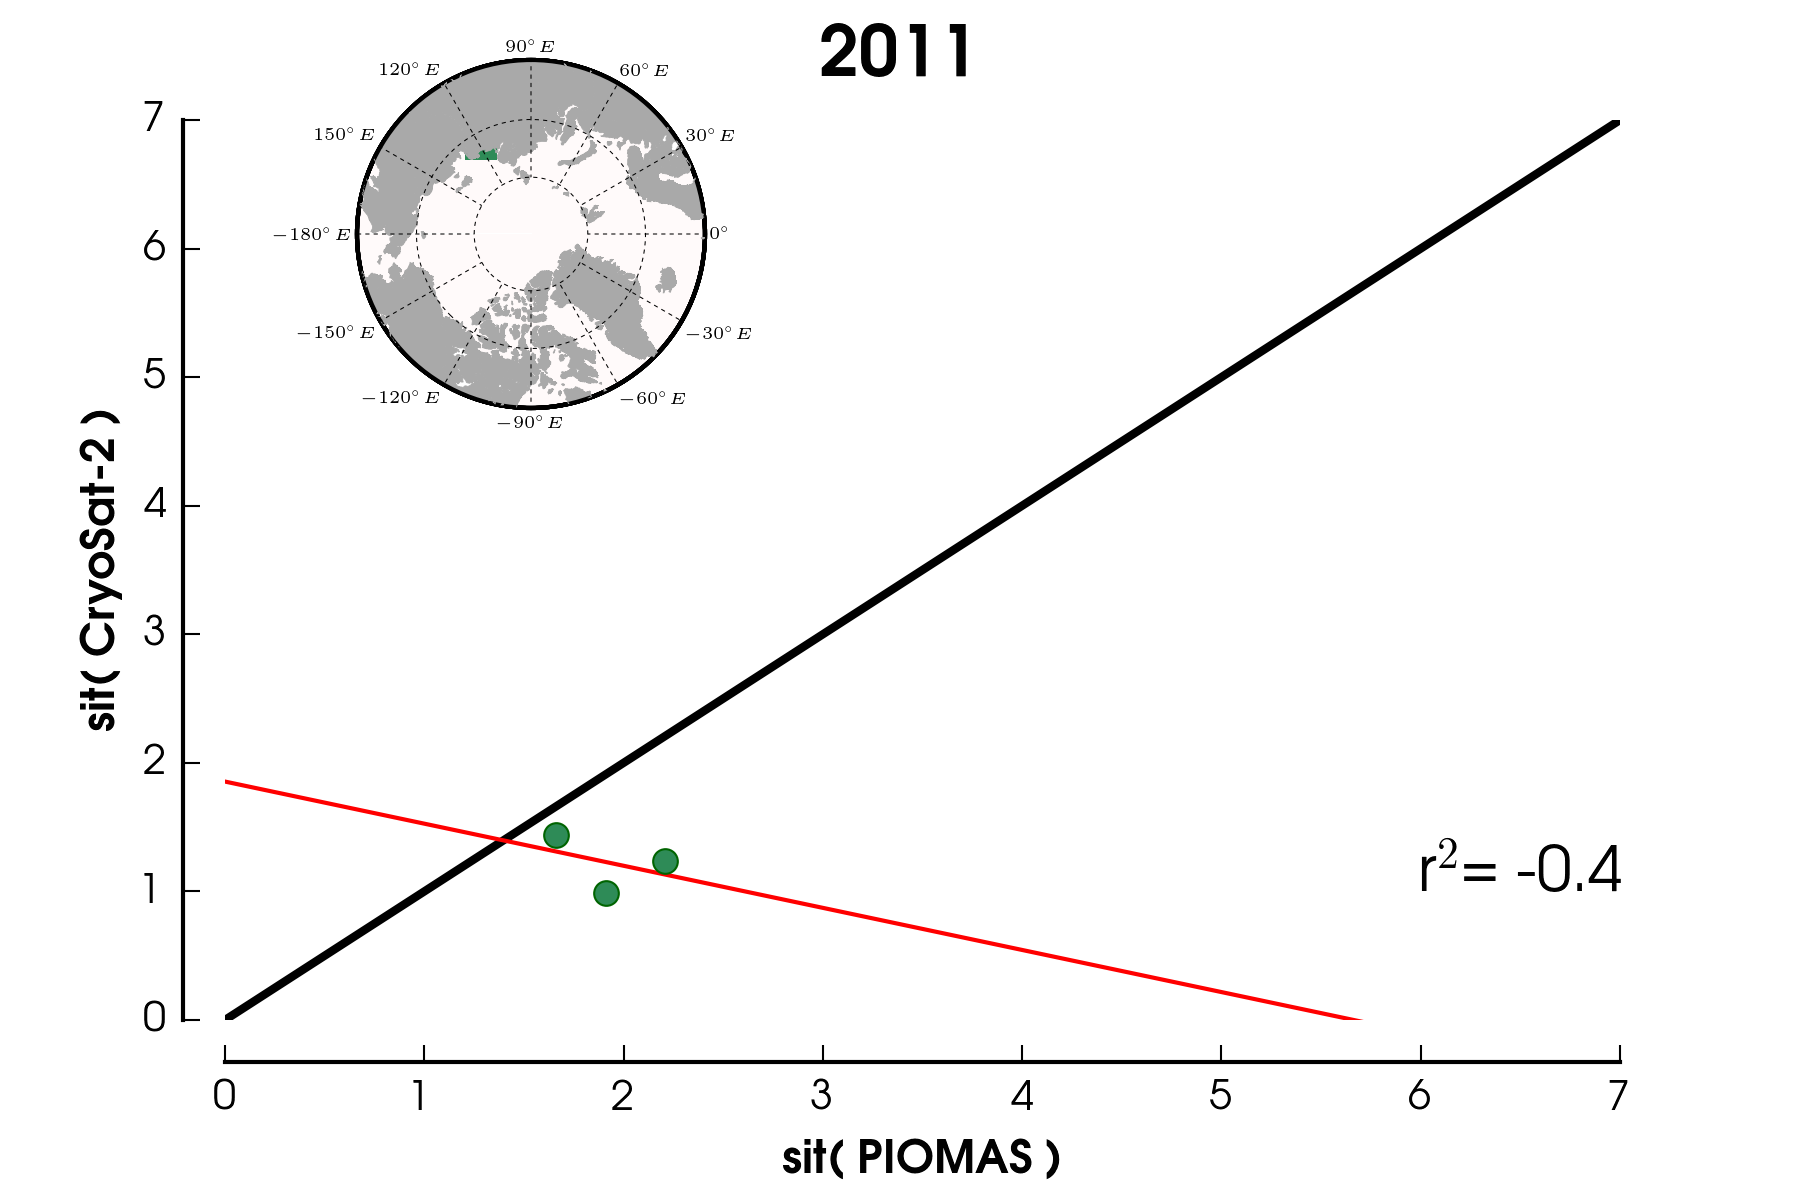 2011
90° E
120° E
60° E
150° E
30° E
−180° E
0°
−150° E
−30° E
−120° E
−60° E
−90° E
7
6
5
4
3
2
1
0
sit( CryoSat-2 )
r²= -0.4
0 1 2 3 4 5 6 7
sit( PIOMAS )